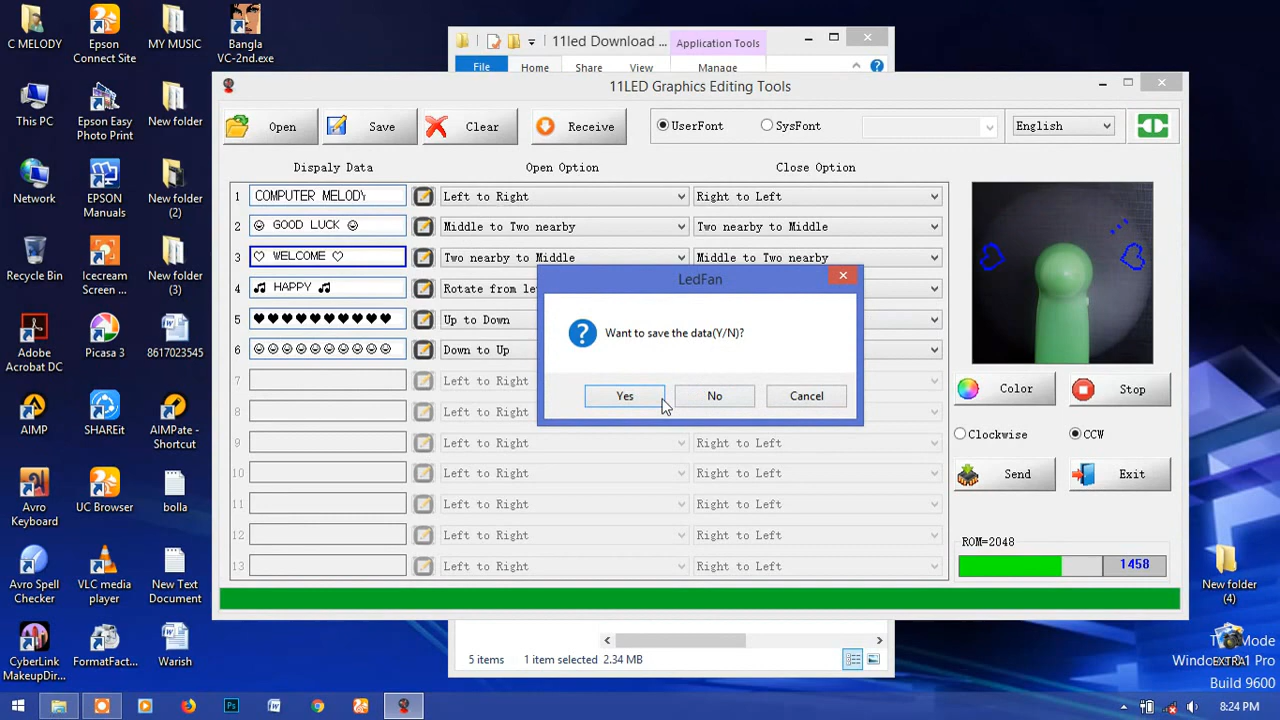 C MELODY
Epson Connect Site
MY MUSIC
Bangla VC-2nd.exe
This PC
Epson Easy Photo Print
New folder
Network
EPSON Manuals
New folder (2)
Recycle Bin
Icecream Screen ...
New folder (3)
Adobe Acrobat DC
Picasa 3
8617023545
AIMP
SHAREit
AIMPate - Shortcut
Avro Keyboard
UC Browser
bolla
Avro Spell Checker
VLC media player
New Text Document
CyberLink MakeupDir...
FormatFact...
Warish
11led Download ...
Application Tools
File
Home
Share
View
Manage
11LED Graphics Editing Tools
Open
Save
Clear
Receive
UserFont
SysFont
English
Dispaly Data
Open Option
Close Option
1 COMPUTER MELODY Left to Right Right to Left
2 ☺ GOOD LUCK ☺ Middle to Two nearby Two nearby to Middle
3 ♡ WELCOME ♡ Two nearby to Middle Middle to Two nearby
4 ♫ HAPPY ♫ Rotate from le
5 ♥♥♥♥♥♥♥♥♥♥ Up to Down
6 ☺☺☺☺☺☺☺☺☺☺ Down to Up
7 Left to Right
8 Left to Right
9 Left to Right Right to Left
10 Left to Right Right to Left
11 Left to Right Right to Left
12 Left to Right Right to Left
13 Left to Right Right to Left
LedFan
Want to save the data(Y/N)?
Yes
No
Cancel
Color
Stop
Clockwise
CCW
Send
Exit
ROM=2048
1458
5 items
1 item selected 2.34 MB
New folder (4)
EXTRA
Mode
Build 9600
8:24 PM